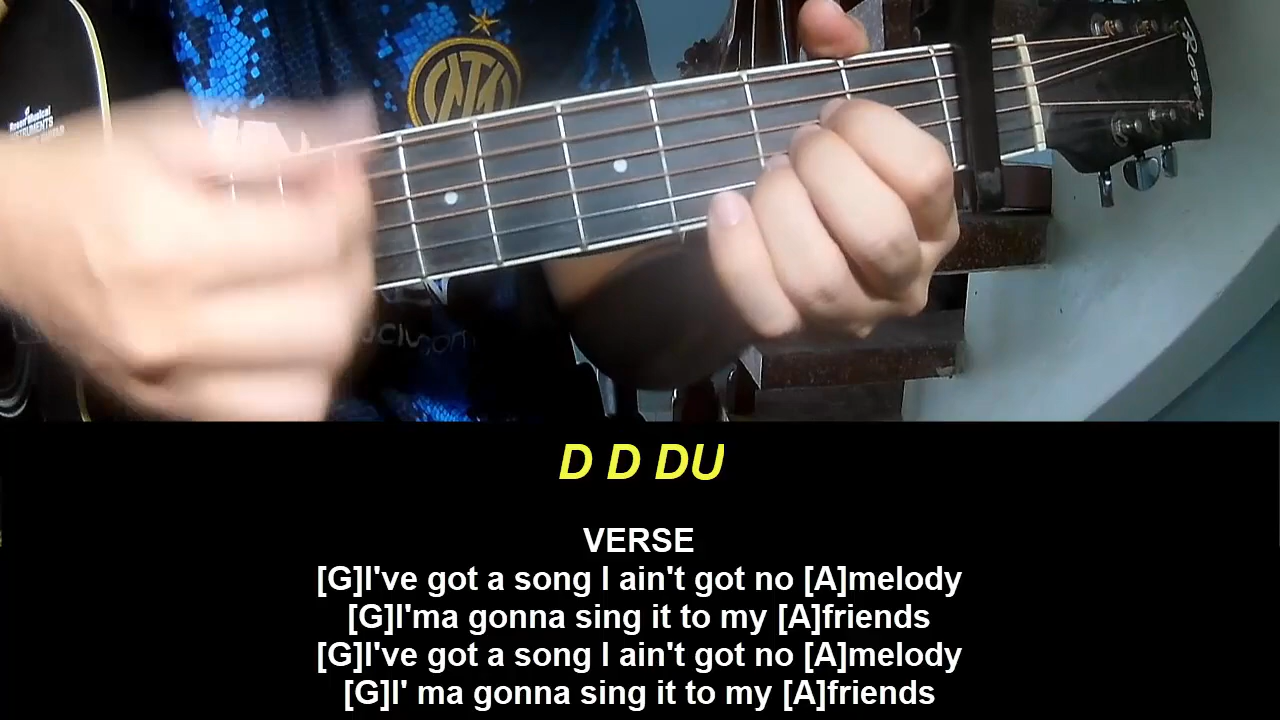 Rosen
D D DU
VERSE
[G]I've got a song I ain't got no [A]melody
[G]I'ma gonna sing it to my [A]friends
[G]I've got a song I ain't got no [A]melody
[G]I' ma gonna sing it to my [A]friends